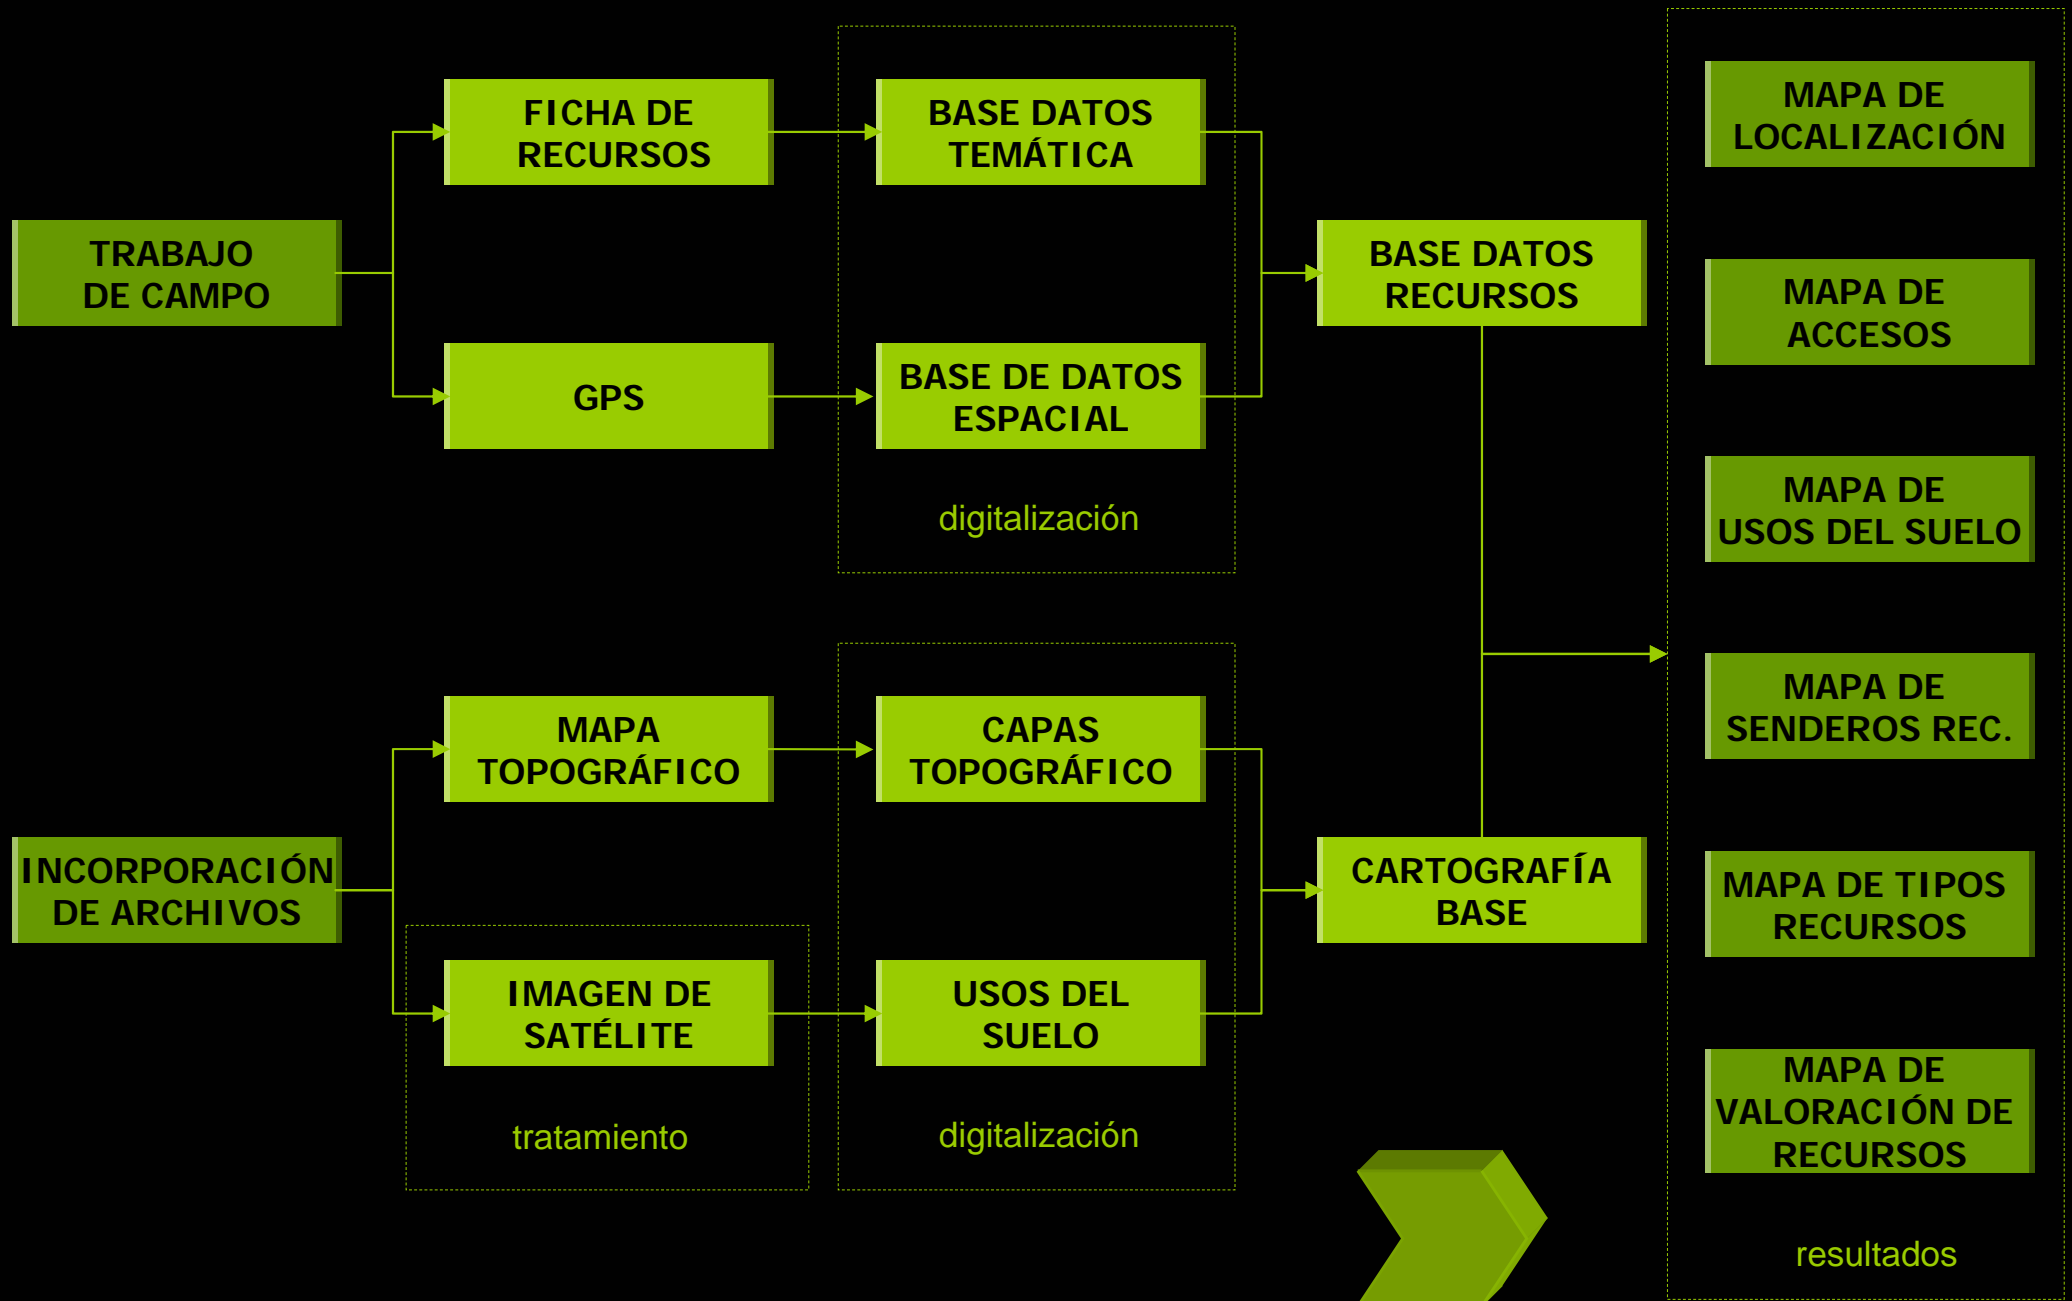 TRABAJO
DE CAMPO
FICHA DE
RECURSOS
GPS
BASE DATOS
TEMÁTICA
BASE DE DATOS
ESPACIAL
digitalización
BASE DATOS
RECURSOS
INCORPORACIÓN
DE ARCHIVOS
MAPA
TOPOGRÁFICO
IMAGEN DE
SATÉLITE
tratamiento
CAPAS
TOPOGRÁFICO
USOS DEL
SUELO
digitalización
CARTOGRAFÍA
BASE
MAPA DE
LOCALIZACIÓN
MAPA DE
ACCESOS
MAPA DE
USOS DEL SUELO
MAPA DE
SENDEROS REC.
MAPA DE TIPOS
RECURSOS
MAPA DE
VALORACIÓN DE
RECURSOS
resultados